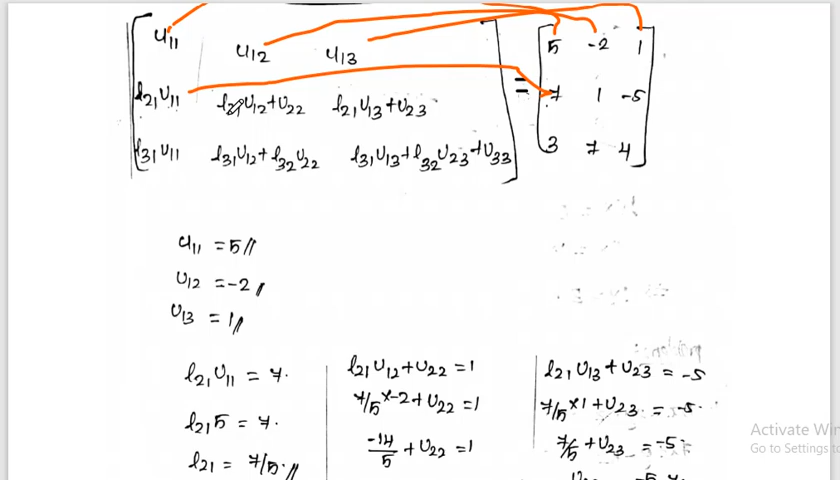 u11 u12 u13 5 -2 1
l21u11 l21u12+u22 l21u13+u23 = 7 1 -5
l31u11 l31u12+l32u22 l31u13+l32u23+u33 3 7 4
u11 = 5//
u12 = -2//
u13 = 1//
l21u11 = 7.
l215 = 7.
l21 = 7/5.//
l21u12+u22 = 1
7/5 × -2 + u22 = 1
-14/5 + u22 = 1
l21u13 + u23 = -5
7/5 × 1 + u23 = -5.
7/5 + u23 = -5.
Activate Win
Go to Settings to